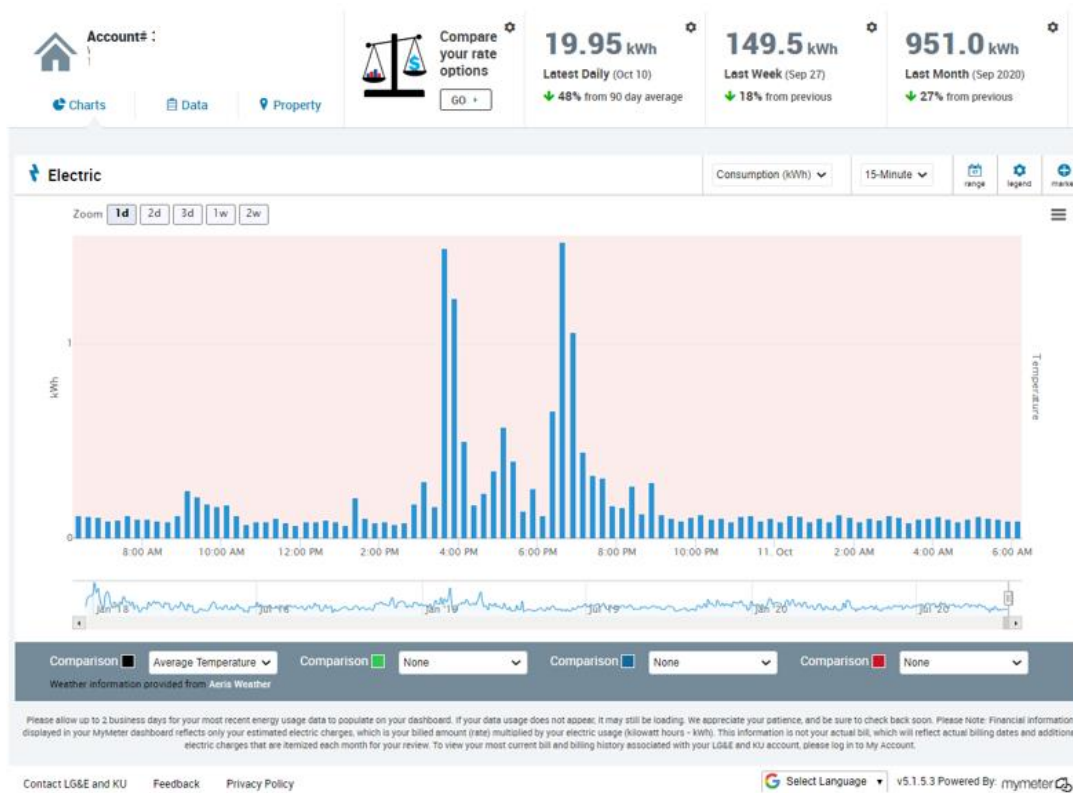 Account# :
Charts
Data
Property
Compare
your rate
options
GO
19.95 kWh
Latest Daily (Oct 10)
48% from 90 day average
149.5 kWh
Last Week (Sep 27)
18% from previous
951.0 kWh
Last Month (Sep 2020)
27% from previous
Electric
Consumption (kWh)
15-Minute
range
legend
marke
Zoom 1d 2d 3d 1w 2w
1
kWh
0
Temperature
8:00 AM 10:00 AM 12:00 PM 2:00 PM 4:00 PM 6:00 PM 8:00 PM 10:00 PM 11. Oct 2:00 AM 4:00 AM 6:00 AM
Jan '18 Jul '18 Jan '19 Jul '19 Jan '20 Jul '20
Comparison Average Temperature Comparison None Comparison None Comparison None
Weather information provided from Aeris Weather
Please allow up to 2 business days for your most recent energy usage data to populate on your dashboard. If your data usage does not appear, it may still be loading. We appreciate your patience, and be sure to check back soon. Please Note: Financial information
displayed in your MyMeter dashboard reflects only your estimated electric charges, which is your billed amount (rate) multiplied by your electric usage (kilowatt hours - kWh). This information is not your actual bill, which will reflect actual billing dates and additiona
electric charges that are itemized each month for your review. To view your most current bill and billing history associated with your LG&E and KU account, please log in to My Account.
Contact LG&E and KU Feedback Privacy Policy
G Select Language v5.1.5.3 Powered By: mymeter